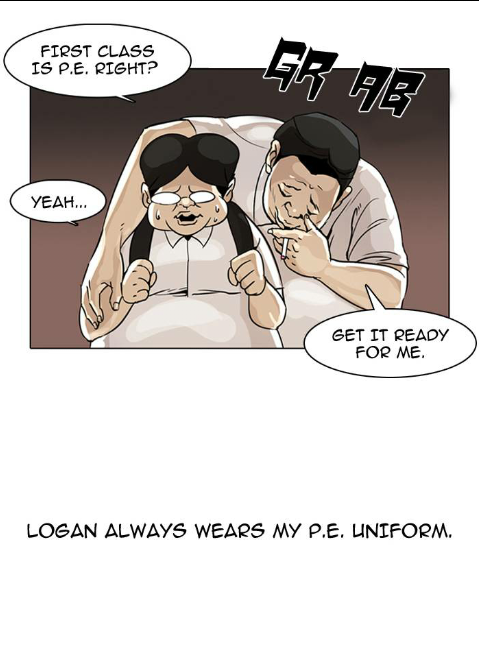 FIRST CLASS
IS P.E. RIGHT?
GRAB
YEAH...
GET IT READY
FOR ME.
LOGAN ALWAYS WEARS MY P.E. UNIFORM.